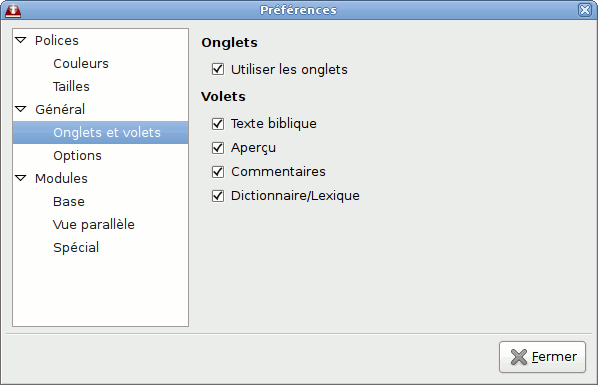 Préférences
Polices
Couleurs
Tailles
Général
Onglets et volets
Options
Modules
Base
Vue parallèle
Spécial
Onglets
Utiliser les onglets
Volets
Texte biblique
Aperçu
Commentaires
Dictionnaire/Lexique
Fermer